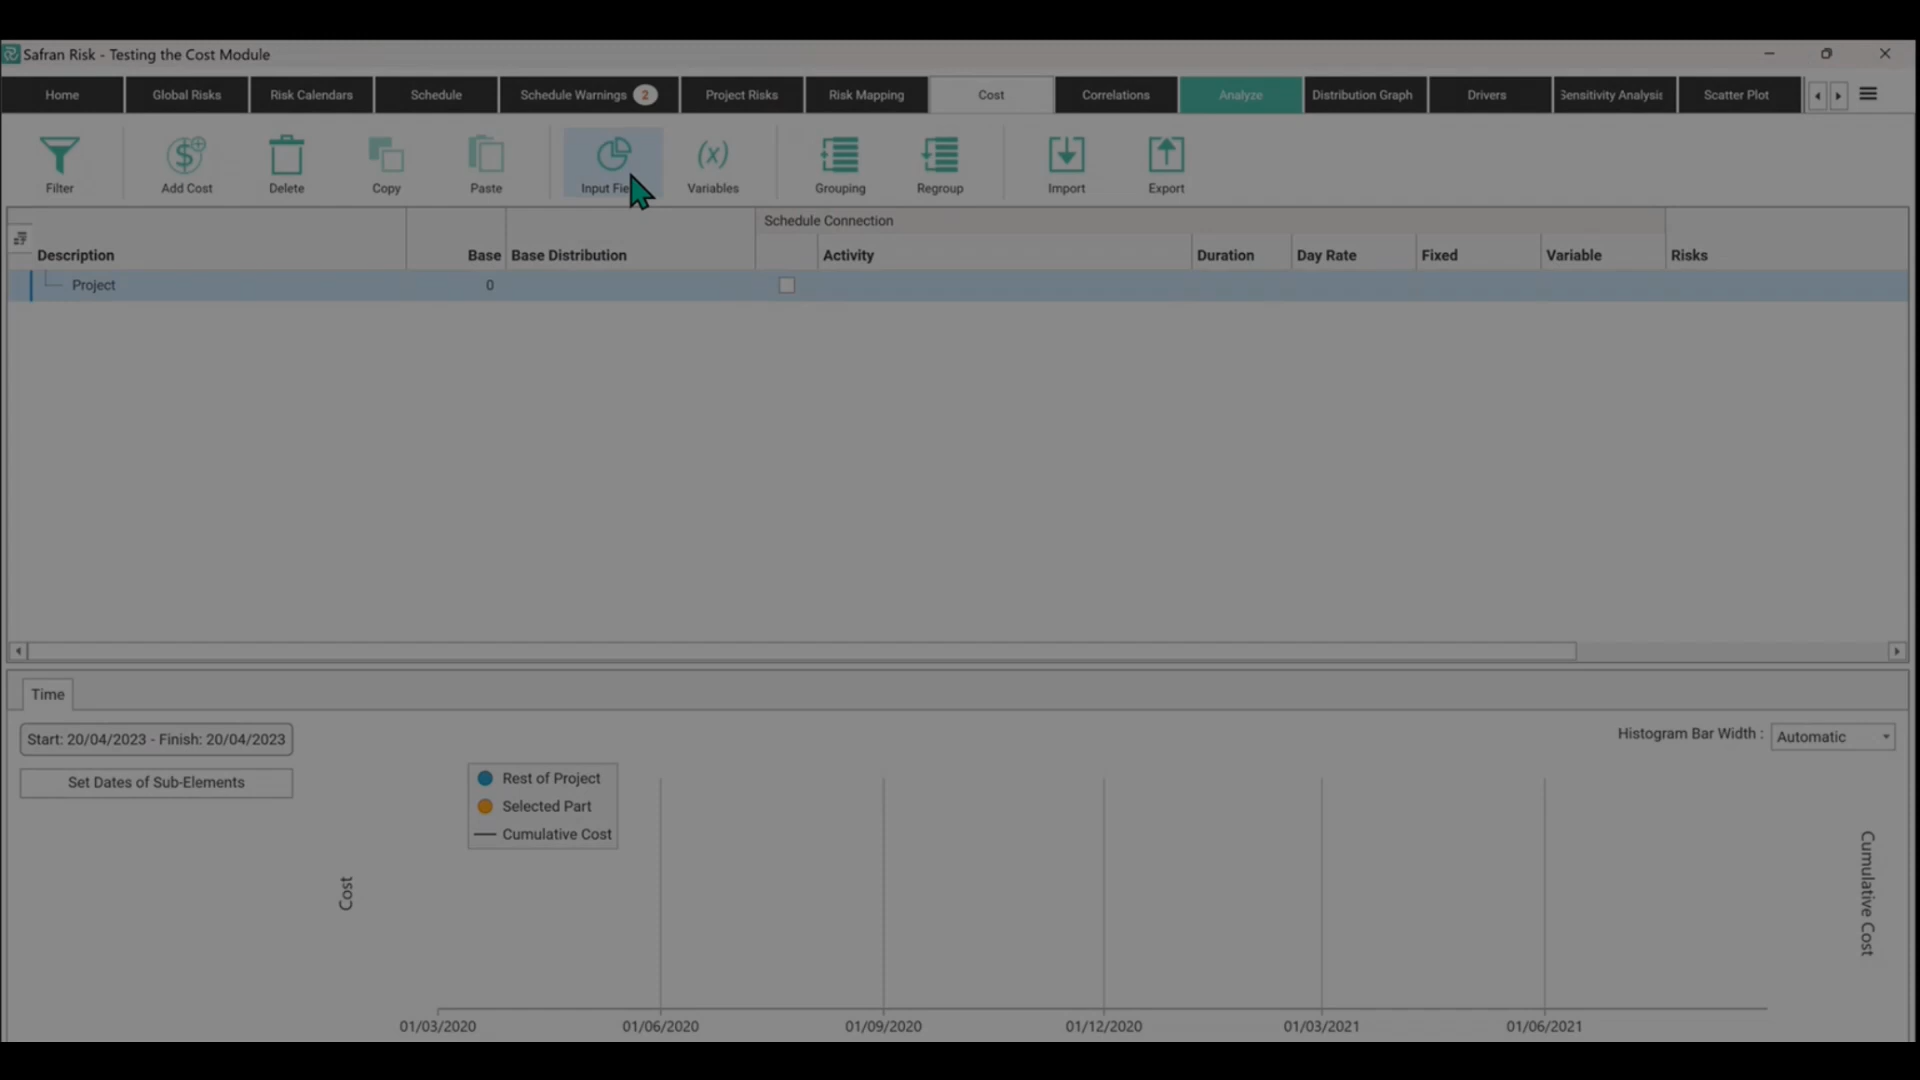 Safran Risk - Testing the Cost Module
Home Global Risks Risk Calendars Schedule Schedule Warnings 2 Project Risks Risk Mapping Cost Correlations Analyze Distribution Graph Drivers Sensitivity Analysis Scatter Plot
Filter Add Cost Delete Copy Paste Input Variables Grouping Regroup Import Export
Schedule Connection
Description Base Base Distribution Activity Duration Day Rate Fixed Variable Risks
Project 0
Time
Start: 20/04/2023 - Finish: 20/04/2023
Histogram Bar Width : Automatic
Set Dates of Sub-Elements
Rest of Project
Selected Part
Cumulative Cost
Cost
Cumulative Cost
01/03/2020 01/06/2020 01/09/2020 01/12/2020 01/03/2021 01/06/2021